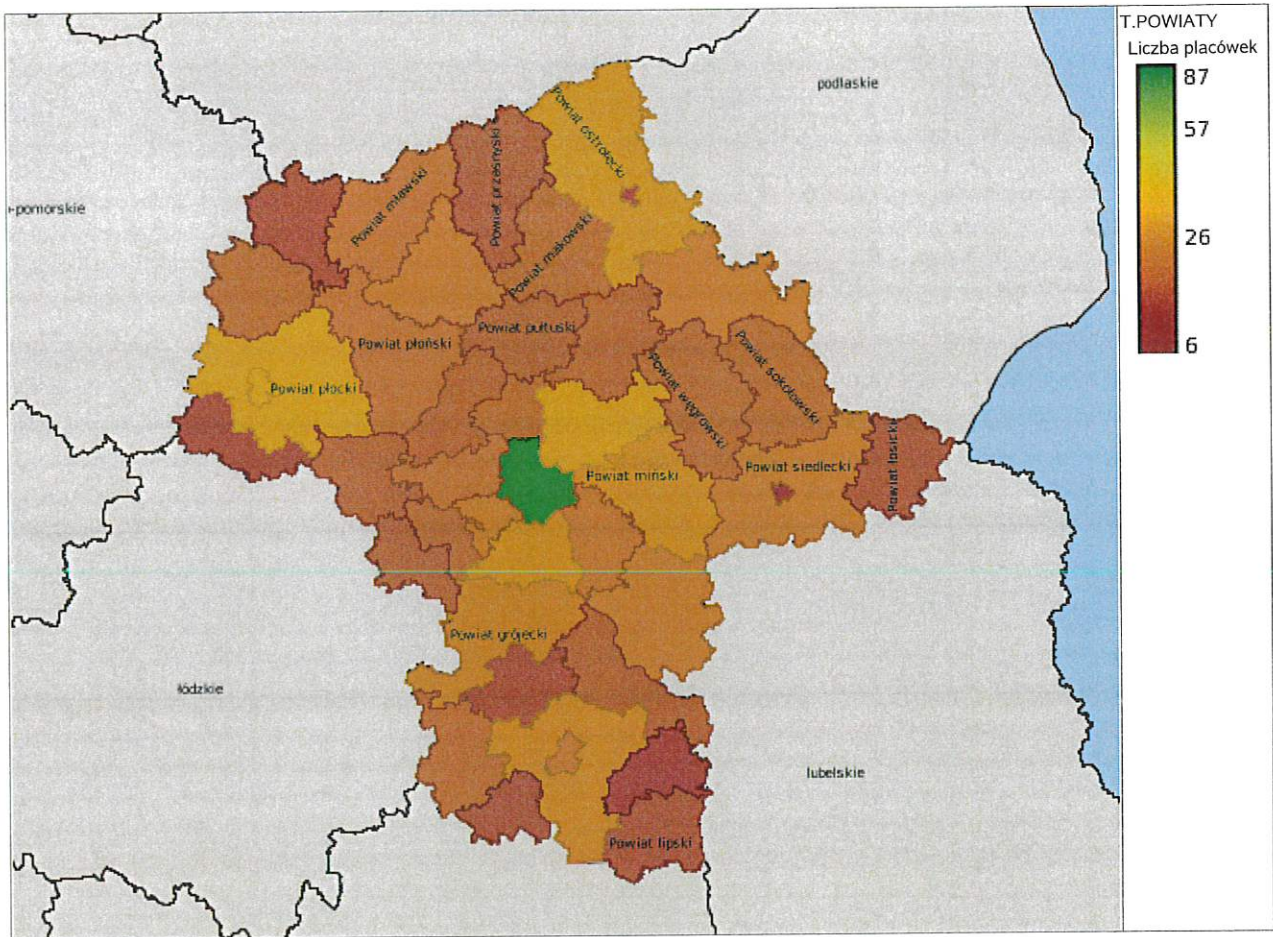 T.POWIATY
Liczba placówek
87
57
26
6
podlaskie
-pomorskie
Powiat ostrołęcki
Powiat przasnyski
Powiat mławski
Powiat makowski
Powiat pułtuski
Powiat płoński
Powiat płocki
Powiat sokołowski
Powiat węgrowski
Powiat miński
Powiat siedlecki
Powiat łosicki
Powiat grójecki
łódzkie
lubelskie
Powiat lipski